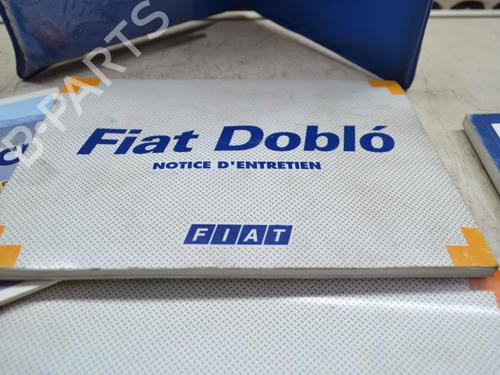 Fiat Dobló
NOTICE D'ENTRETIEN
FIAT
B-PARTS